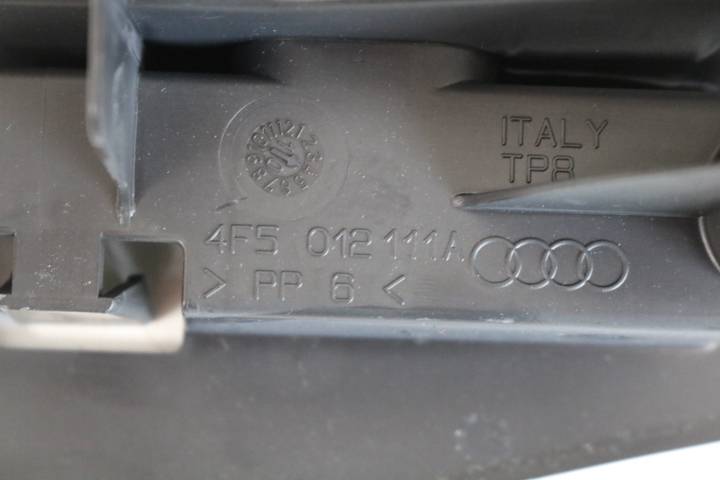 ITALY
TP8
4F5 012 111A
> PP 6 <